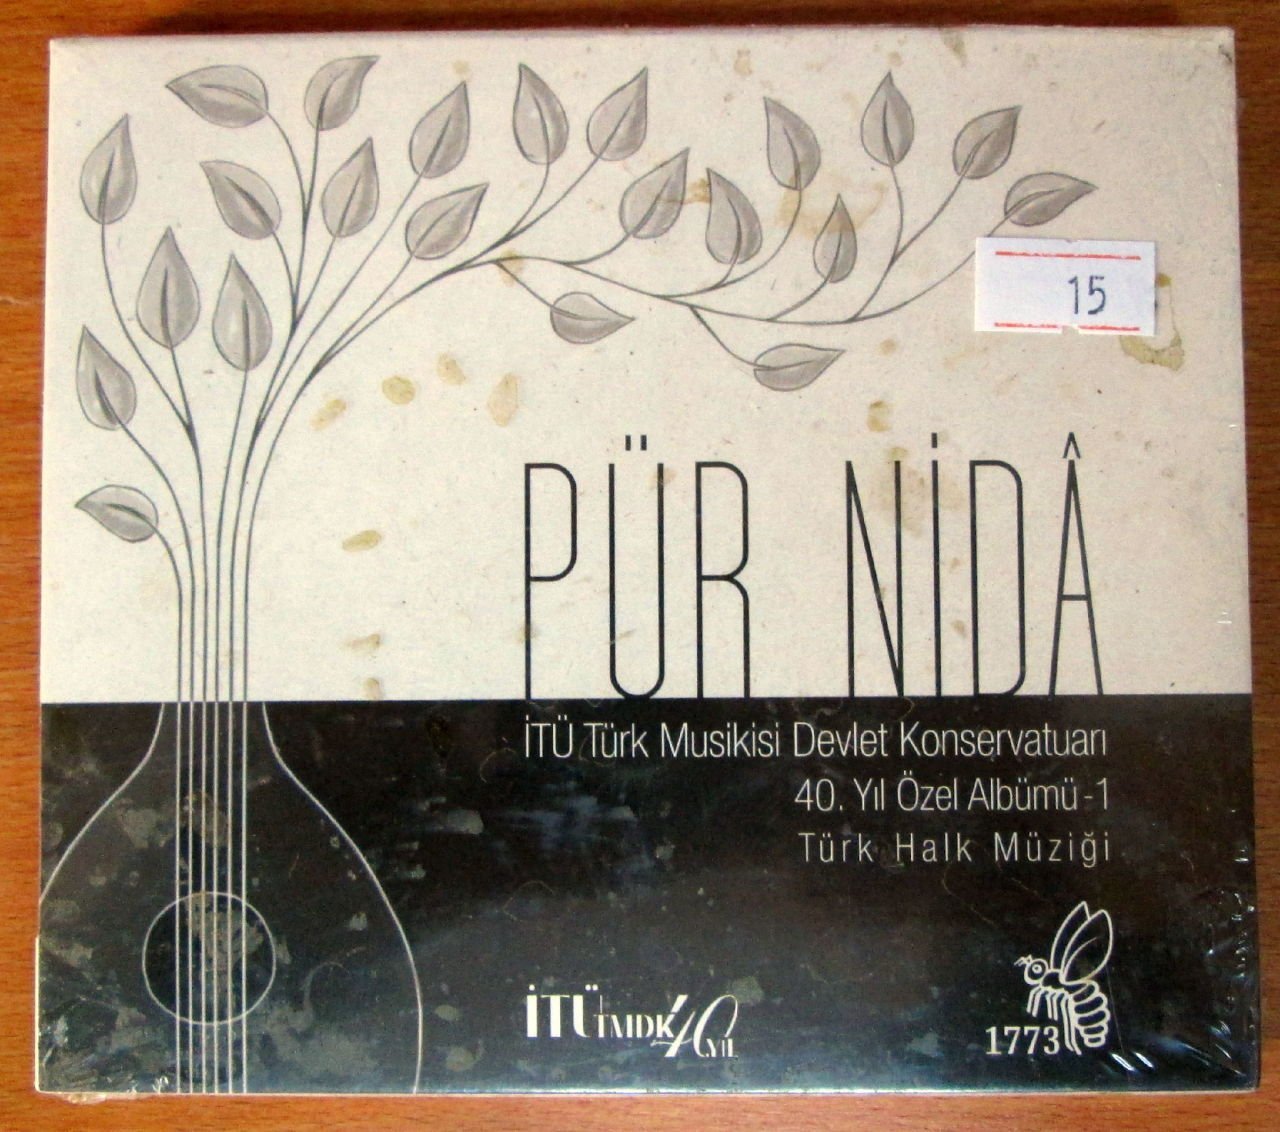 15
PÜR NİDÂ
İTÜ Türk Musikisi Devlet Konservatuarı
40. Yıl Özel Albümü-1
Türk Halk Müziği
İTÜ TMDK 40. YIL
1773